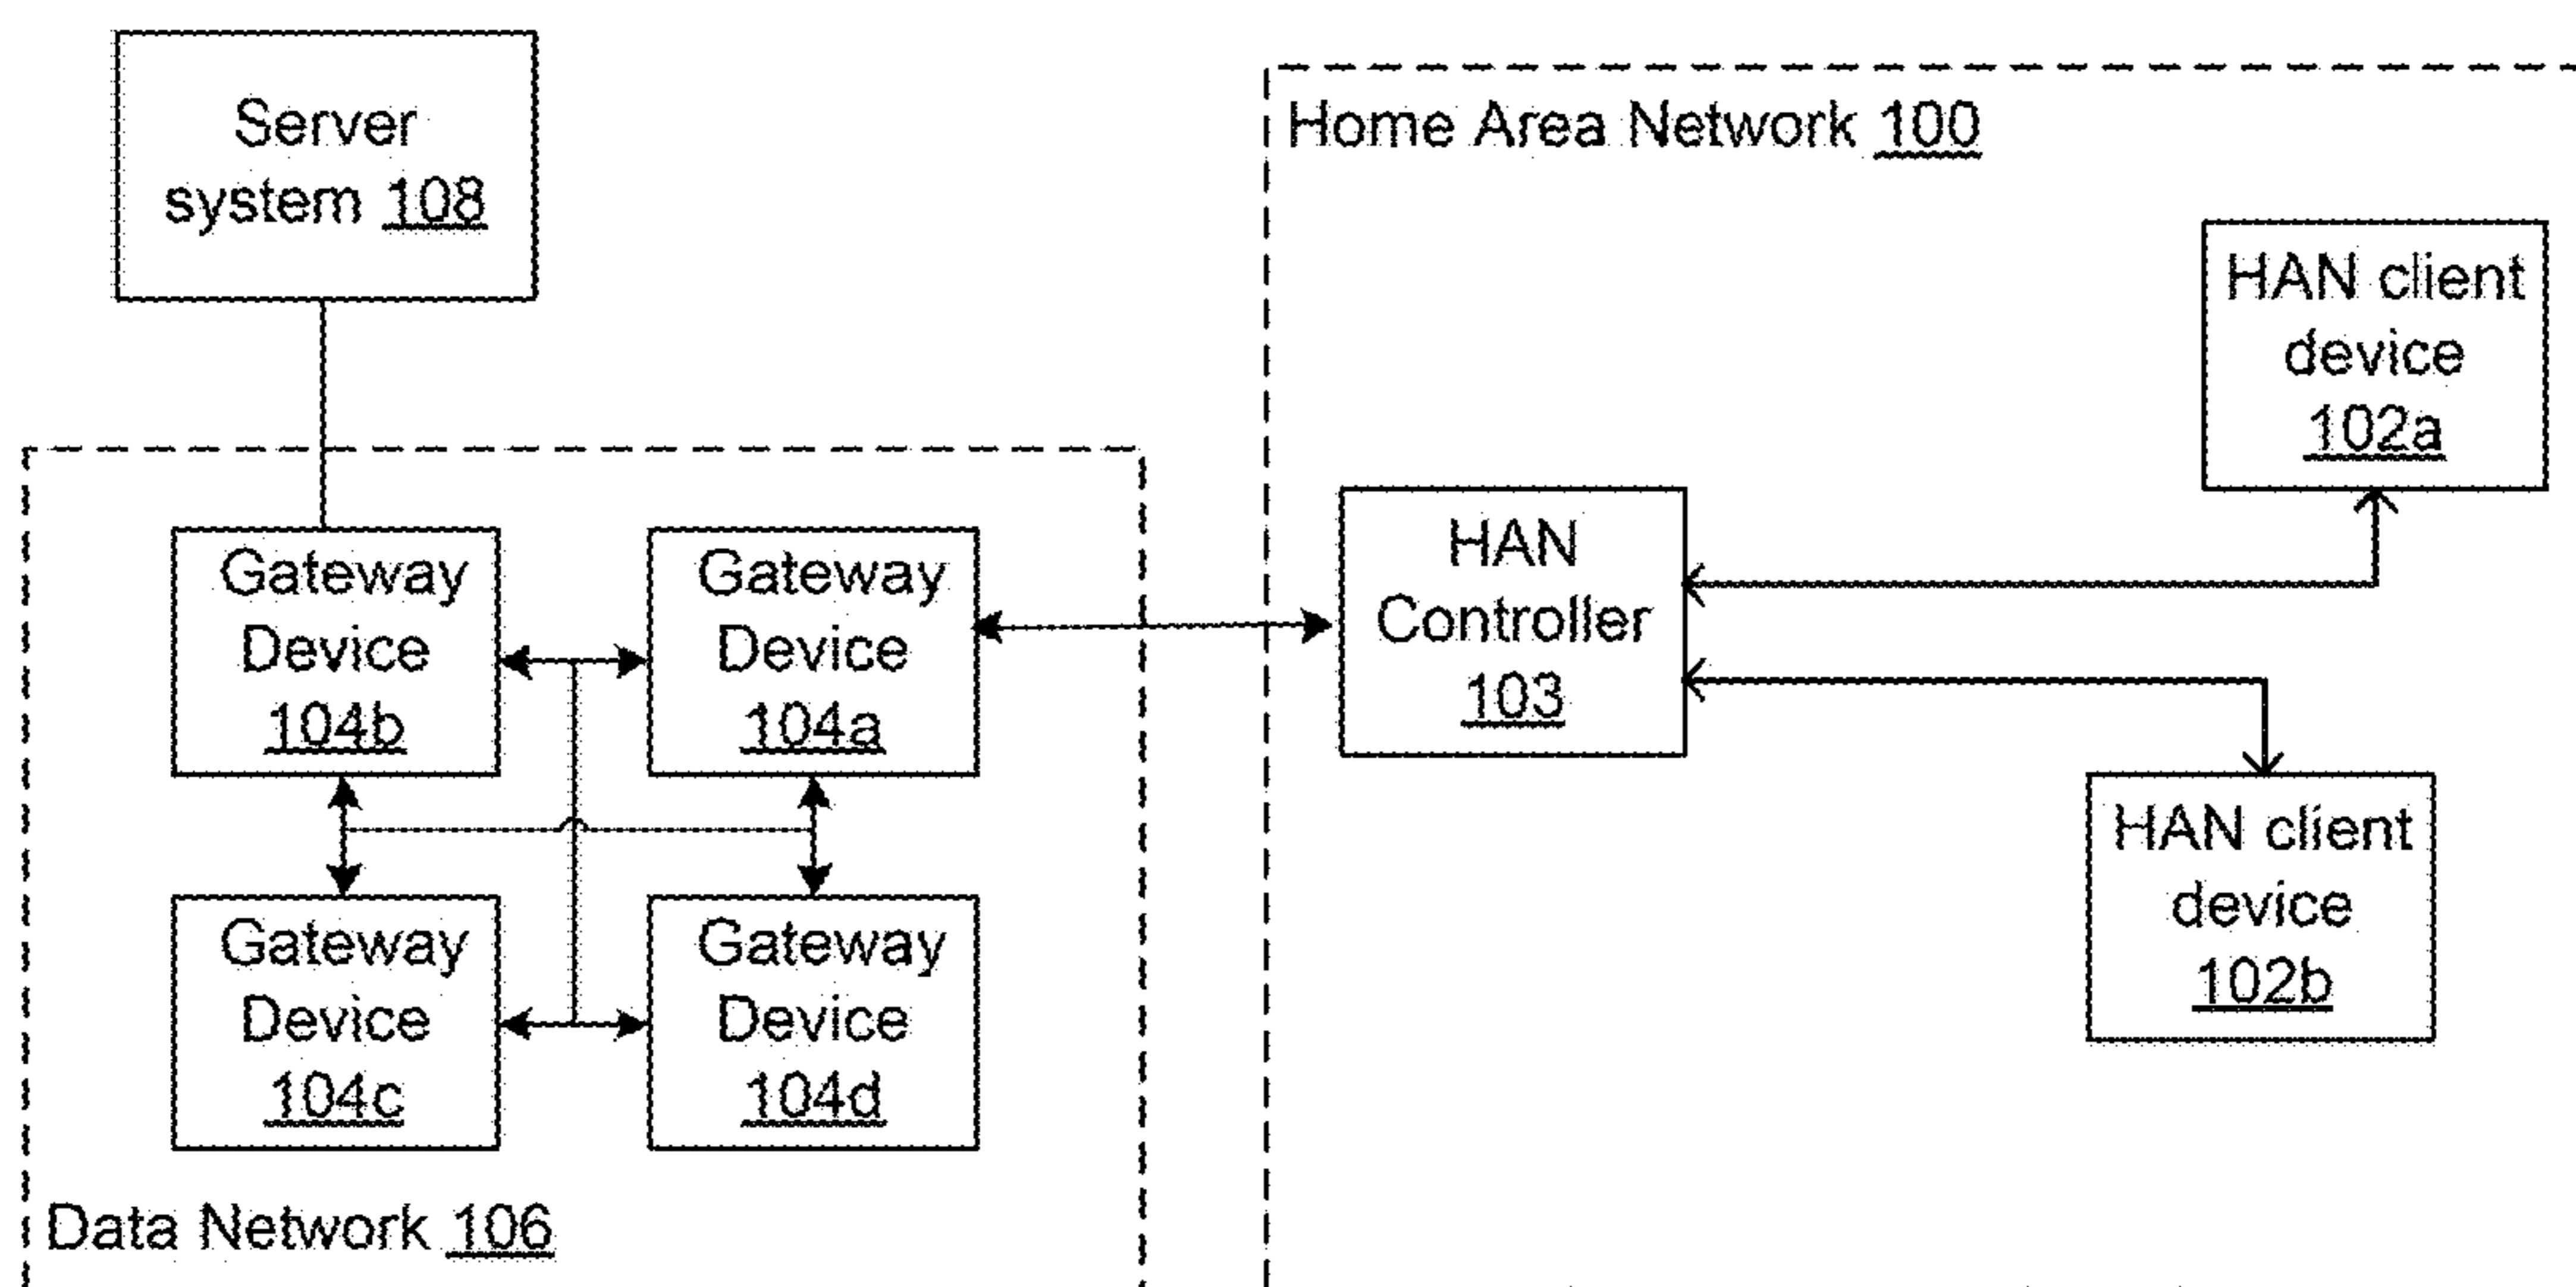 Server
system 108
Home Area Network 100
HAN client
device
102a
HAN
Controller
103
Gateway
Device
104b
Gateway
Device
104a
HAN client
device
102b
Gateway
Device
104c
Gateway
Device
104d
Data Network 106